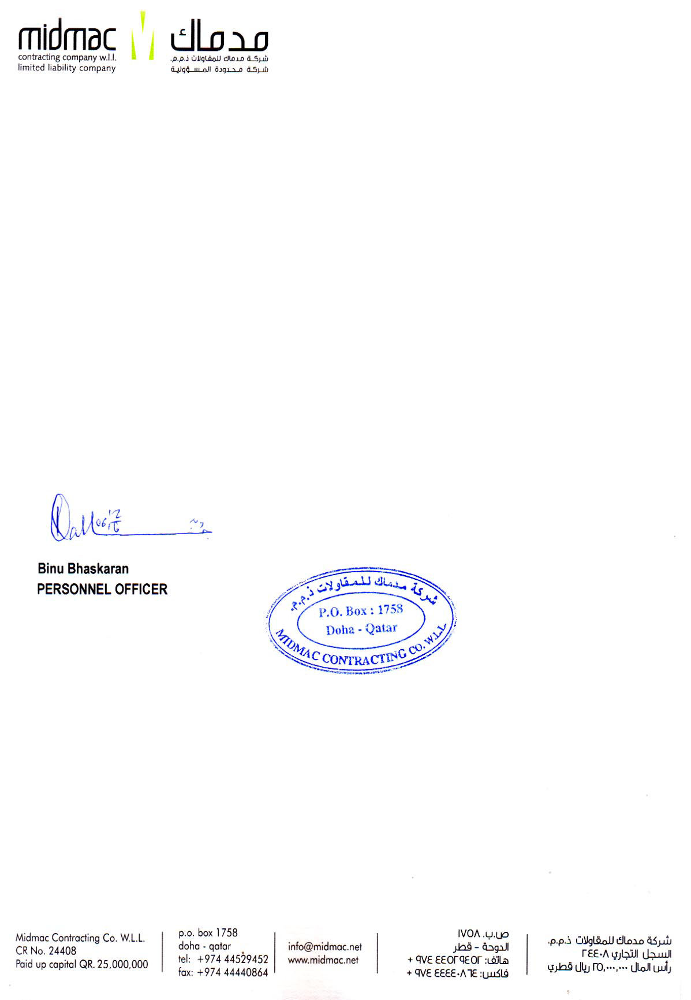 midmac
contracting company w.l.l.
limited liability company
مدماك
شركة مدماك للمقاولات ذ.م.م.
شركة محدودة المسؤولية
Binu Bhaskaran
PERSONNEL OFFICER
شركة مدماك للمقاولات ذ.م.م.
P.O. Box : 1758
Doha - Qatar
MIDMAC CONTRACTING CO. W.L.L.
Midmac Contracting Co. W.L.L.
CR No. 24408
Paid up capital QR. 25,000,000
p.o. box 1758
doha - qatar
tel: +974 44529452
fax: +974 44440864
info@midmac.net
www.midmac.net
ص.ب. ١٧٥٨
الدوحة - قطر
هاتف: ٩٧٤ ٤٤٥٢٩٤٥٢ +
فاكس: ٩٧٤ ٤٤٤٤٠٨٦٤ +
شركة مدماك للمقاولات ذ.م.م.
السجل التجاري ٢٤٤٠٨
رأس المال ٢٥,٠٠٠,٠٠٠ ريال قطري